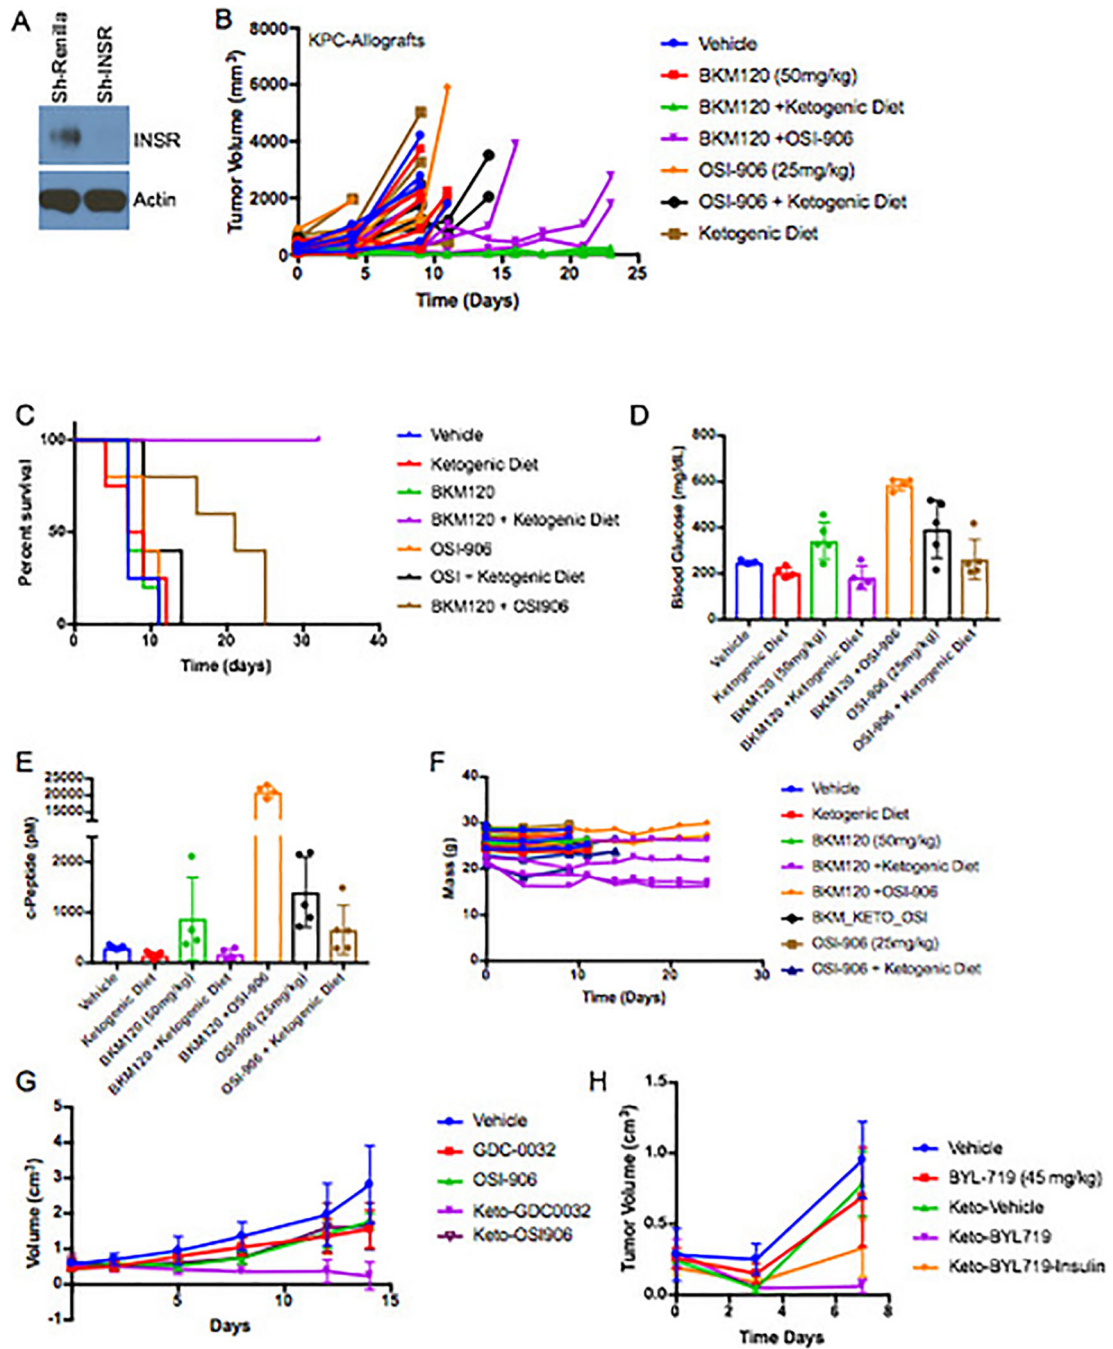 A
Sh-Renilla
Sh-INSR
INSR
Actin
B
KPC-Allografts
8000
6000
4000
2000
0
Tumor Volume (mm³)
0 5 10 15 20 25
Time (Days)
Vehicle
BKM120 (50mg/kg)
BKM120 +Ketogenic Diet
BKM120 +OSI-906
OSI-906 (25mg/kg)
OSI-906 + Ketogenic Diet
Ketogenic Diet
C
100
50
0
Percent survival
0 10 20 30 40
Time (days)
Vehicle
Ketogenic Diet
BKM120
BKM120 + Ketogenic Diet
OSI-906
OSI + Ketogenic Diet
BKM120 + OSI906
D
800
600
400
200
0
Blood Glucose (mg/dL)
Vehicle
Ketogenic Diet
BKM120 (50mg/kg)
BKM120 +Ketogenic Diet
BKM120 +OSI-906
OSI-906 (25mg/kg)
OSI-906 + Ketogenic Diet
E
25000
20000
15000
10000
2000
1000
0
c-Peptide (pM)
Vehicle
Ketogenic Diet
BKM120 (50mg/kg)
BKM120 +Ketogenic Diet
BKM120 +OSI-906
OSI-906 (25mg/kg)
OSI-906 + Ketogenic Diet
F
40
30
20
10
0
Mass (g)
0 10 20 30
Time (Days)
Vehicle
Ketogenic Diet
BKM120 (50mg/kg)
BKM120 +Ketogenic Diet
BKM120 +OSI-906
BKM_KETO_OSI
OSI-906 (25mg/kg)
OSI-906 + Ketogenic Diet
G
5
4
3
2
1
0
-1
Volume (cm³)
5 10 15
Days
Vehicle
GDC-0032
OSI-906
Keto-GDC0032
Keto-OSI906
H
1.5
1.0
0.5
0.0
Tumor Volume (cm³)
0 2 4 6 8
Time Days
Vehicle
BYL-719 (45 mg/kg)
Keto-Vehicle
Keto-BYL719
Keto-BYL719-Insulin